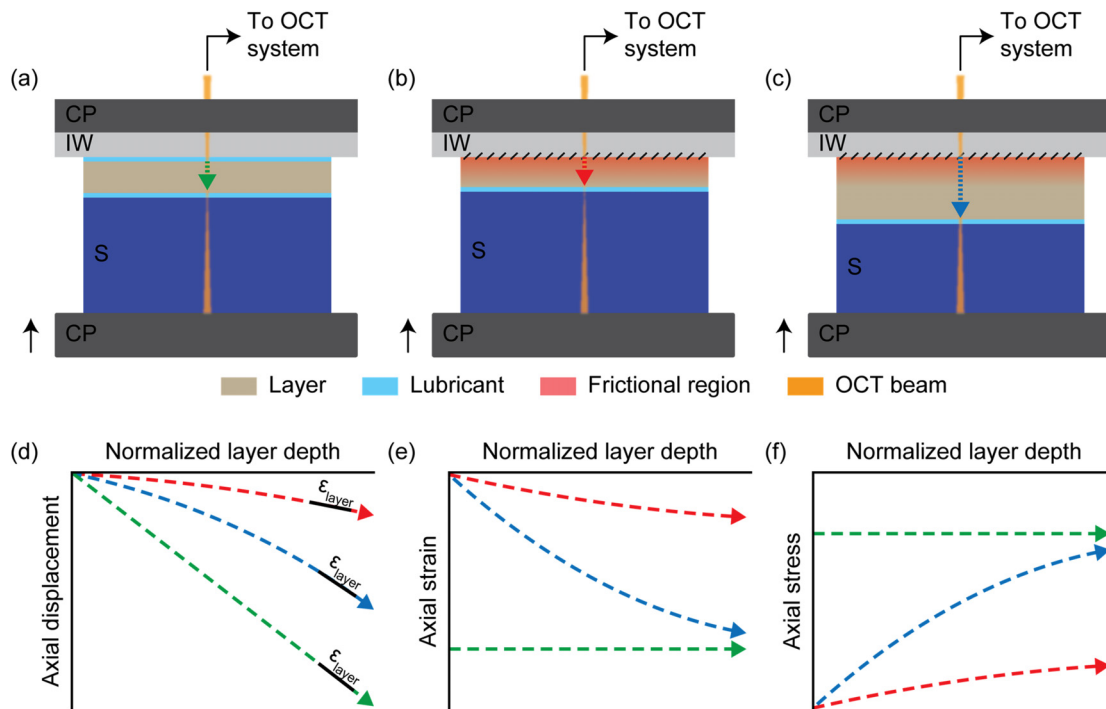 To OCT
system
To OCT
system
To OCT
system
(a)
(b)
(c)
CP
CP
CP
IW
IW
IW
S
S
S
CP
CP
CP
Layer
Lubricant
Frictional region
OCT beam
(d)
Normalized layer depth
(e)
Normalized layer depth
(f)
Normalized layer depth
Axial displacement
εlayer
εlayer
εlayer
Axial strain
Axial stress